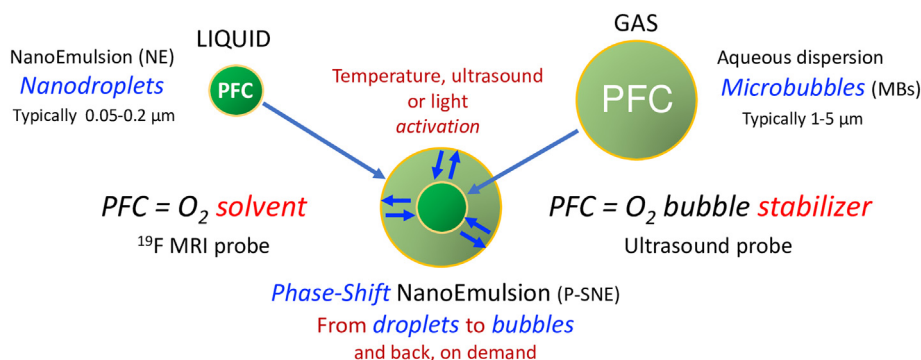 LIQUID
NanoEmulsion (NE)
Nanodroplets
Typically 0.05-0.2 µm
PFC
Temperature, ultrasound
or light
activation
GAS
PFC
Aqueous dispersion
Microbubbles (MBs)
Typically 1-5 µm
PFC = O₂ solvent
¹⁹F MRI probe
PFC = O₂ bubble stabilizer
Ultrasound probe
Phase-Shift NanoEmulsion (P-SNE)
From droplets to bubbles
and back, on demand